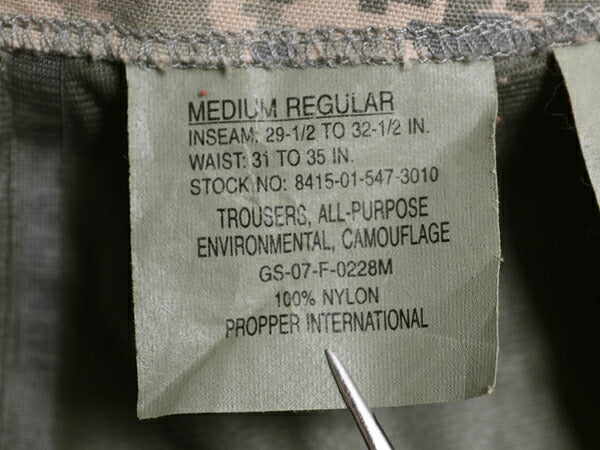 MEDIUM REGULAR
INSEAM: 29-1/2 TO 32-1/2 IN.
WAIST: 31 TO 35 IN.
STOCK NO: 8415-01-547-3010
TROUSERS, ALL-PURPOSE
ENVIRONMENTAL, CAMOUFLAGE
GS-07-F-0228M
100% NYLON
PROPPER INTERNATIONAL